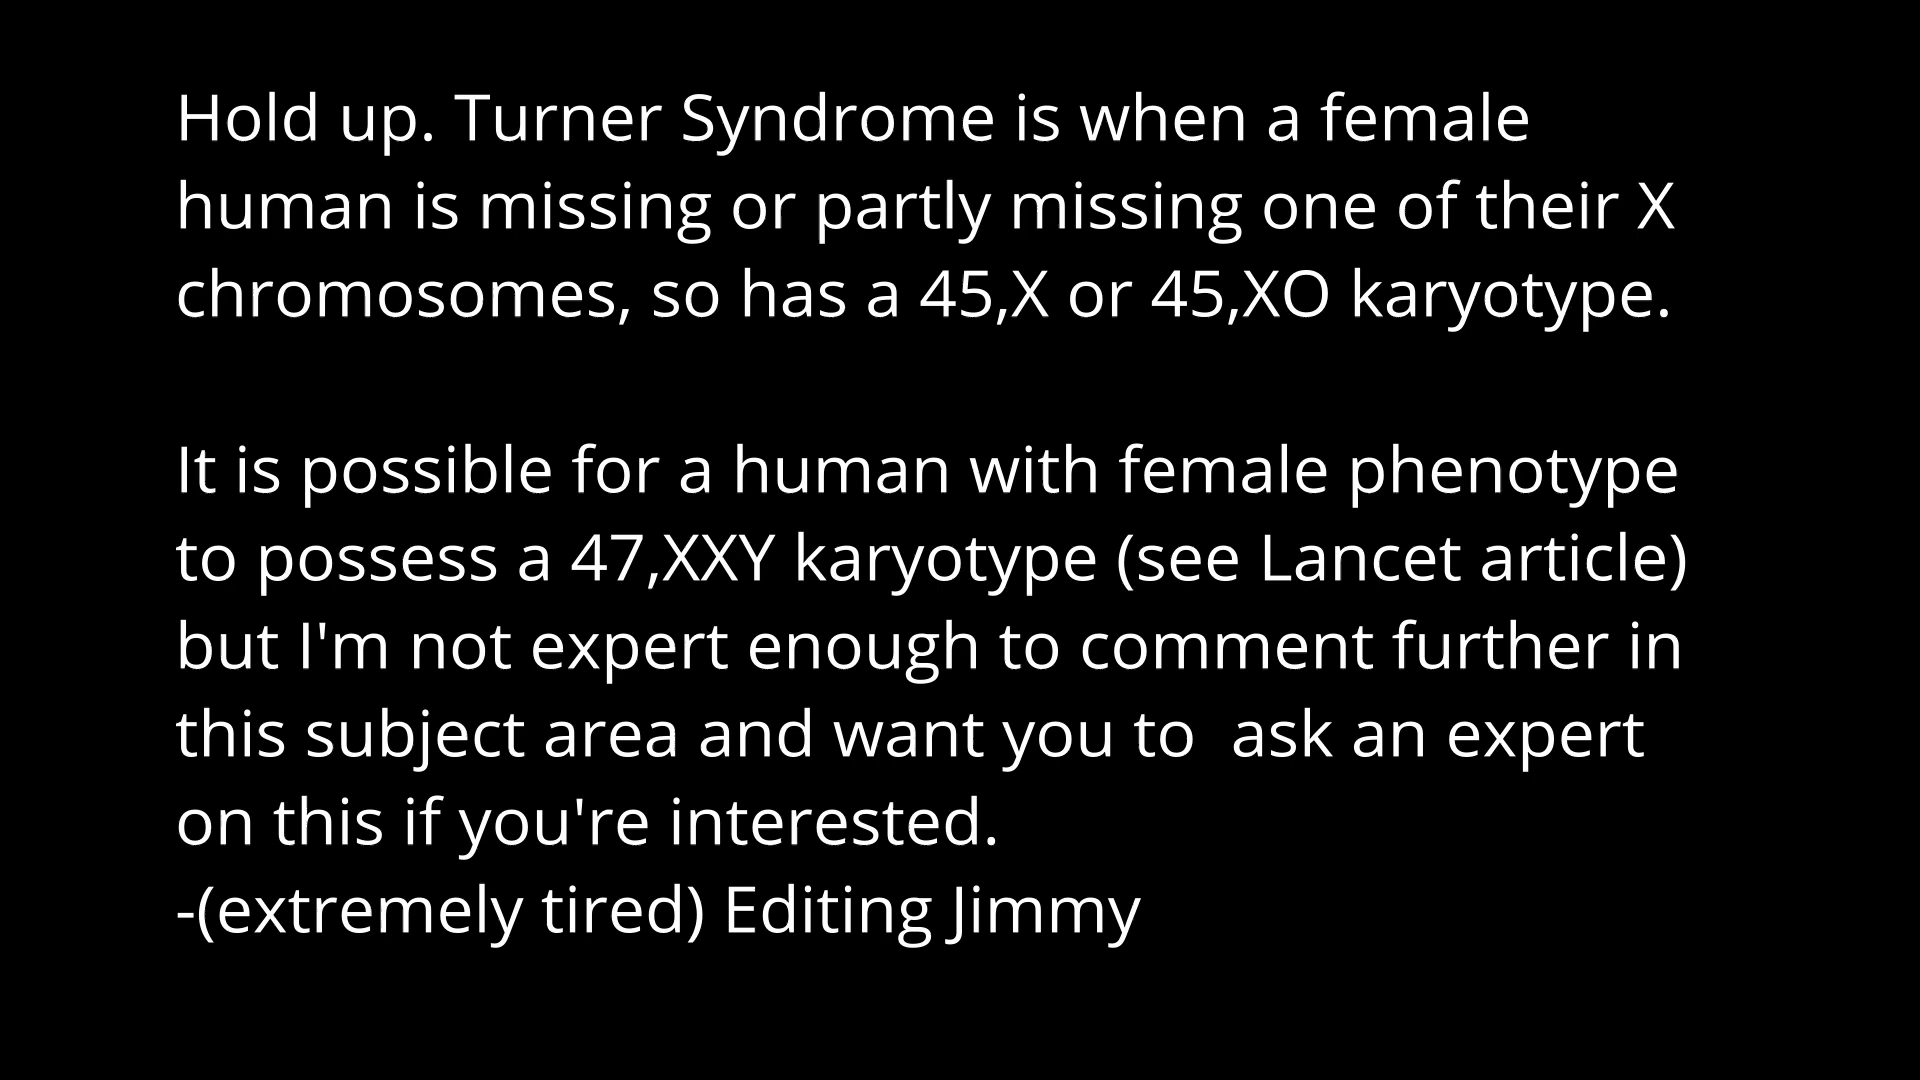 Hold up. Turner Syndrome is when a female
human is missing or partly missing one of their X
chromosomes, so has a 45,X or 45,XO karyotype.
It is possible for a human with female phenotype
to possess a 47,XXY karyotype (see Lancet article)
but I'm not expert enough to comment further in
this subject area and want you to  ask an expert
on this if you're interested.
-(extremely tired) Editing Jimmy